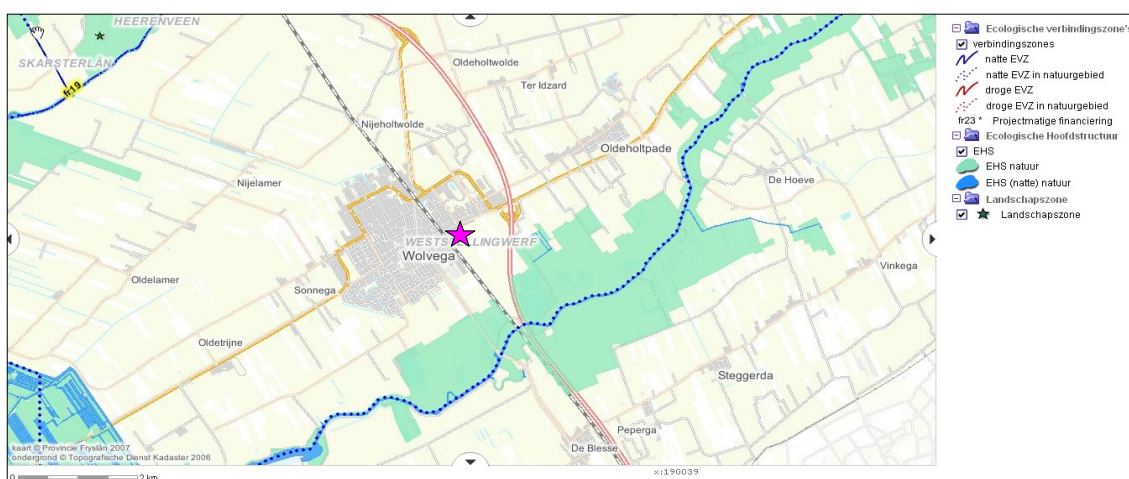 HEERENVEEN
SKARSTERLÂN
fr19
Oldeholtwolde
Ter Idzard
Nijeholtwolde
Oldeholtpade
Nijelamer
De Hoeve
WESTSTELLINGWERF
Wolvega
Oldelamer
Sonnega
Vinkega
Oldetrijne
Steggerda
Peperga
De Blesse
kaart © Provincie Fryslân 2007
ondergrond © Topografische Dienst Kadaster 2006
0 2 km
x:190039
Ecologische verbindingszone's
verbindingszones
natte EVZ
natte EVZ in natuurgebied
droge EVZ
droge EVZ in natuurgebied
fr23 * Projectmatige financiering
Ecologische Hoofdstructuur
EHS
EHS natuur
EHS (natte) natuur
Landschapszone
Landschapszone